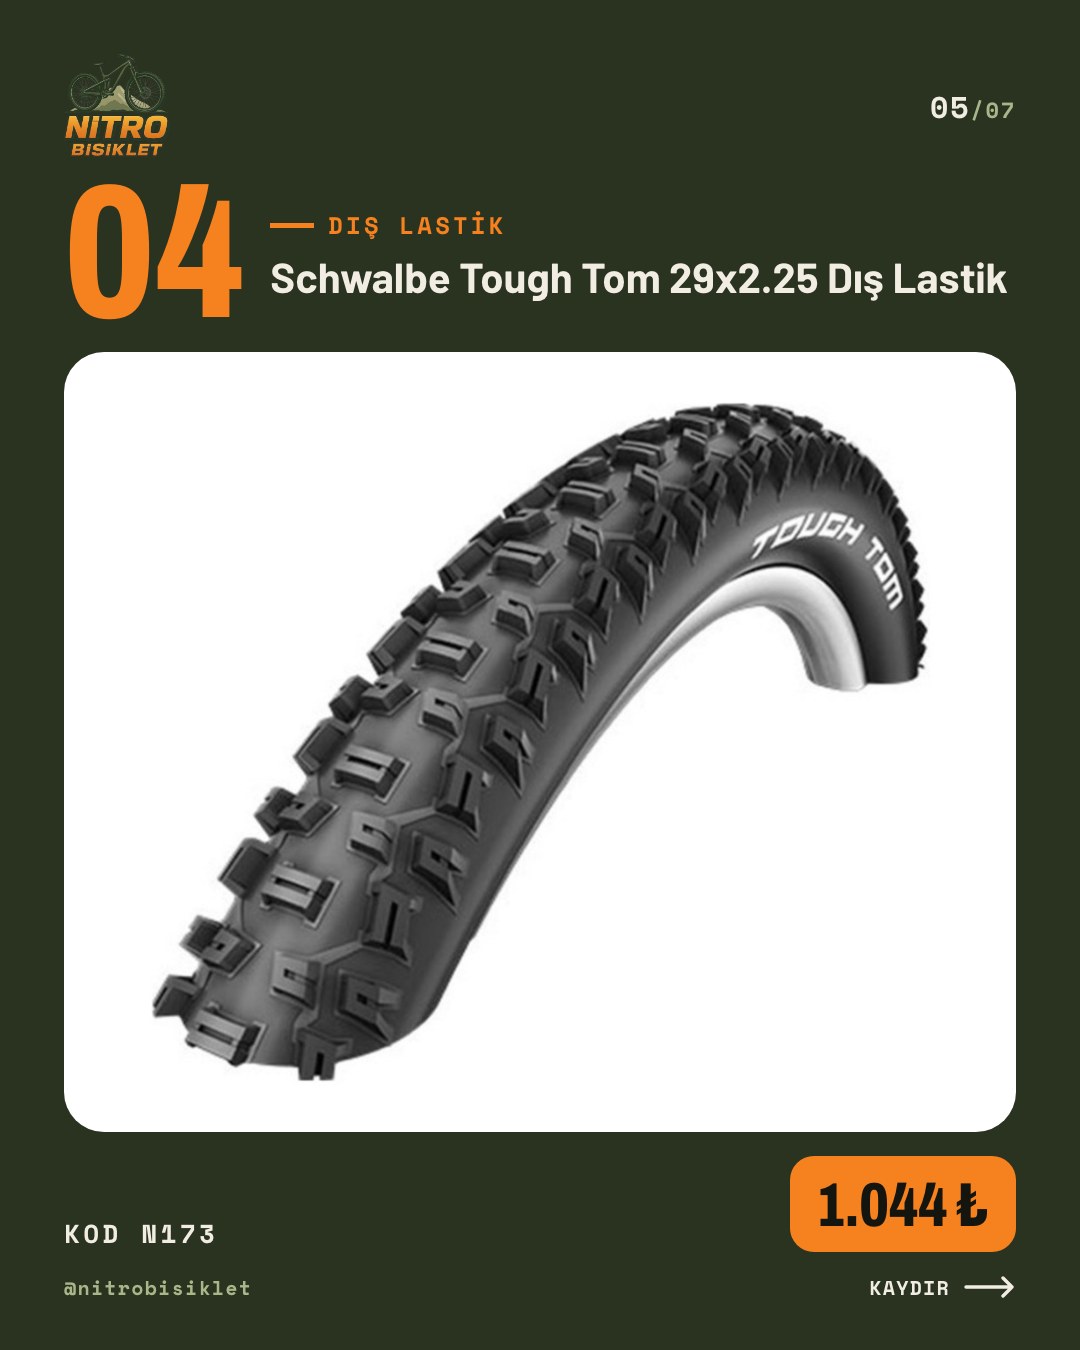 NiTRO
BISIKLET
05/07
04
DIŞ LASTİK
Schwalbe Tough Tom 29x2.25 Dış Lastik
TOUGH TOM
1.044 ₺
KOD N173
@nitrobisiklet
KAYDIR